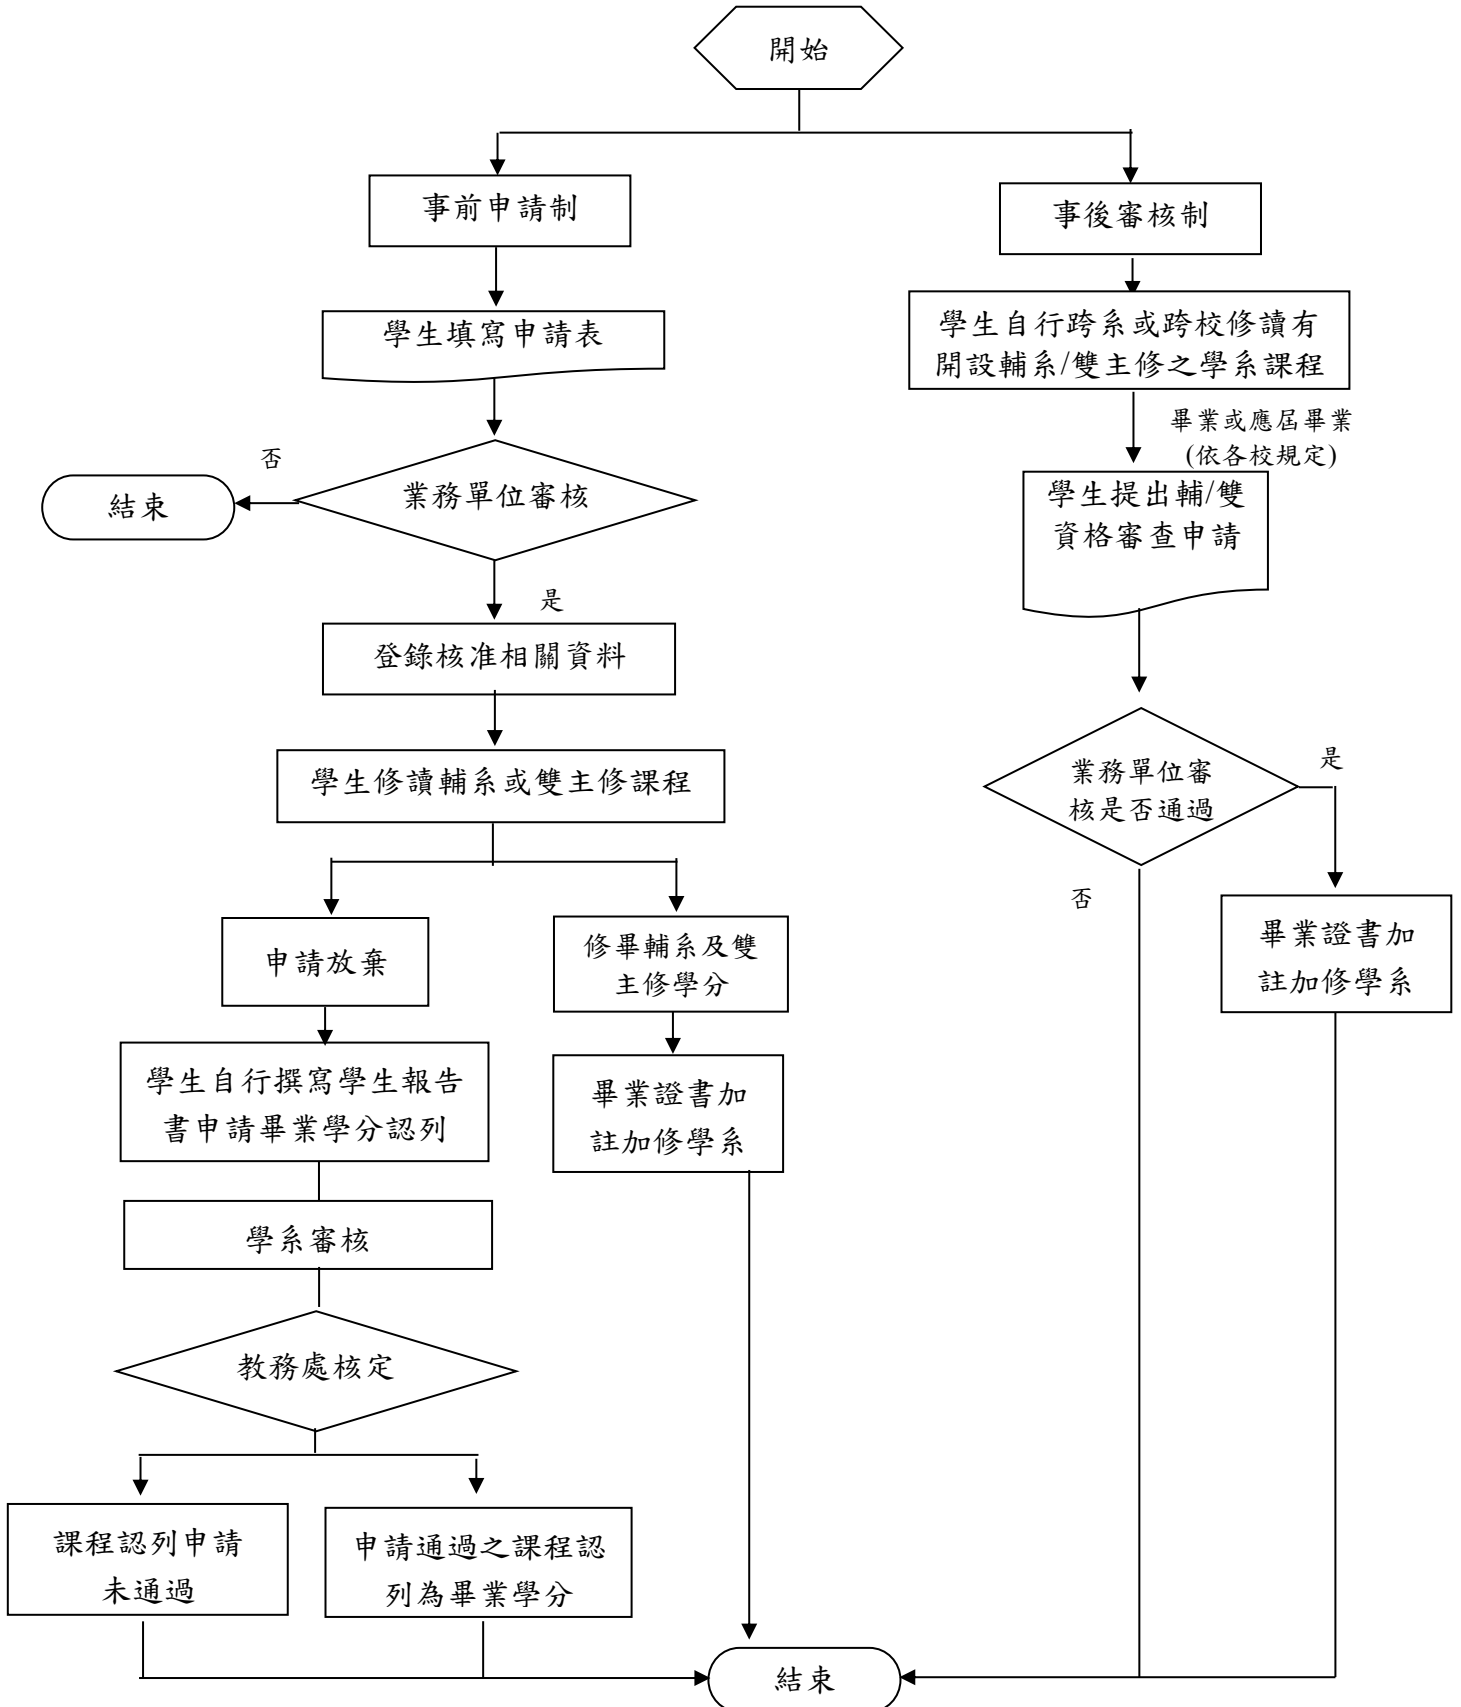 開始
事前申請制
學生填寫申請表
否
業務單位審核
結束
是
登錄核准相關資料
學生修讀輔系或雙主修課程
申請放棄
學生自行撰寫學生報告
書申請畢業學分認列
學系審核
教務處核定
課程認列申請
未通過
申請通過之課程認
列為畢業學分
修畢輔系及雙
主修學分
畢業證書加
註加修學系
事後審核制
學生自行跨系或跨校修讀有
開設輔系/雙主修之學系課程
畢業或應屆畢業
(依各校規定)
學生提出輔/雙
資格審查申請
業務單位審
核是否通過
是
否
畢業證書加
註加修學系
結束